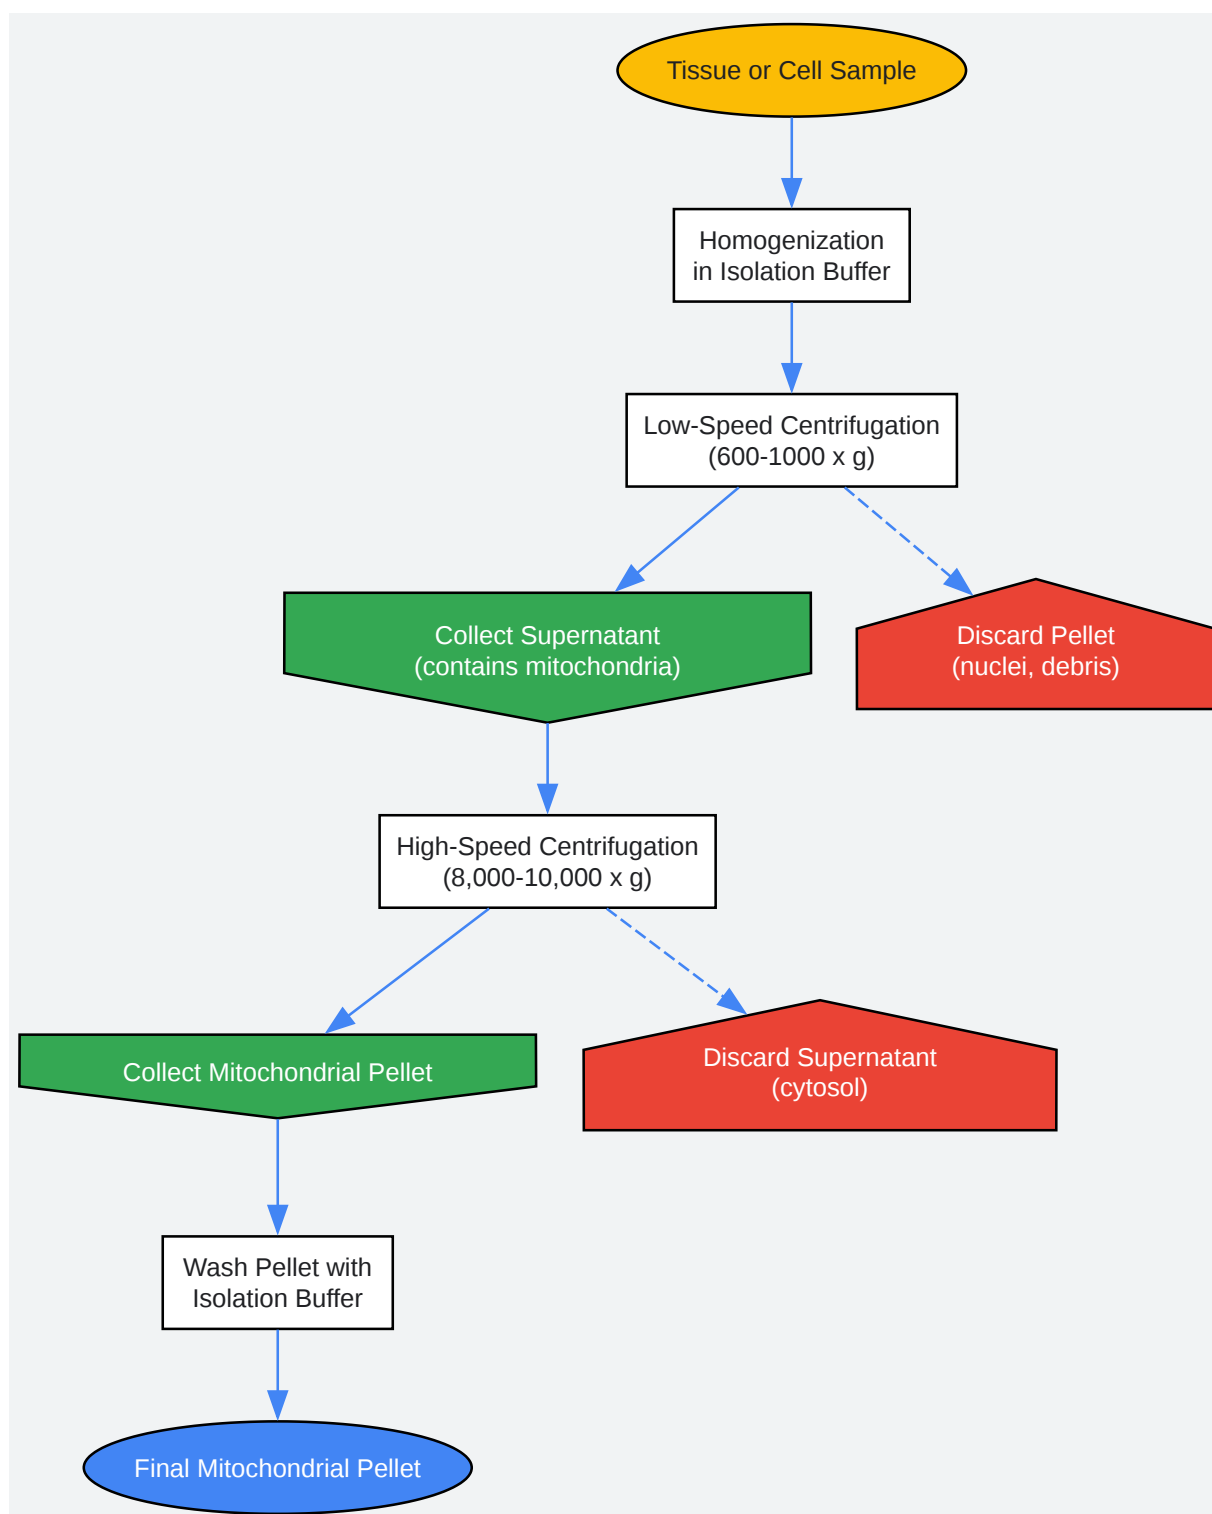 Tissue or Cell Sample
Homogenization
in Isolation Buffer
Low-Speed Centrifugation
(600-1000 x g)
Collect Supernatant
(contains mitochondria)
Discard Pellet
(nuclei, debris)
High-Speed Centrifugation
(8,000-10,000 x g)
Collect Mitochondrial Pellet
Discard Supernatant
(cytosol)
Wash Pellet with
Isolation Buffer
Final Mitochondrial Pellet